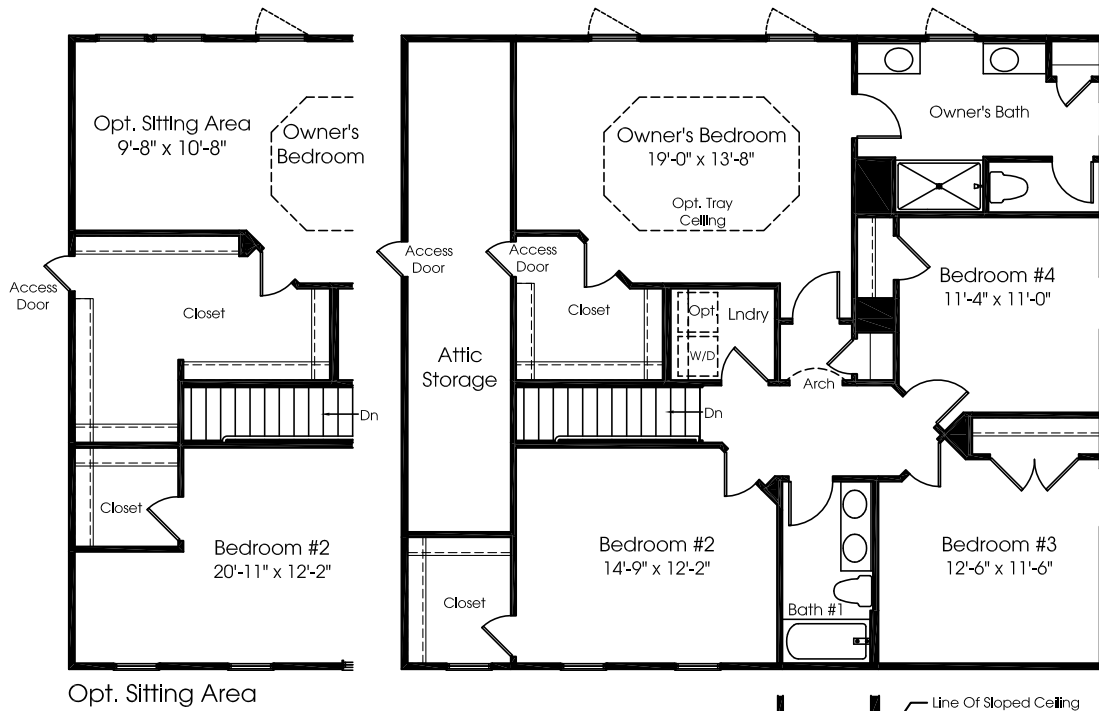 Opt. Sitting Area
9'-8" x 10'-8"
Owner's
Bedroom
Access
Door
Closet
Dn
Closet
Bedroom #2
20'-11" x 12'-2"
Opt. Sitting Area
Owner's Bedroom
19'-0" x 13'-8"
Opt. Tray
Ceiling
Owner's Bath
Access
Door
Access
Door
Closet
Opt.
Lndry
W/D
Attic
Storage
Arch
Dn
Bedroom #4
11'-4" x 11'-0"
Bedroom #2
14'-9" x 12'-2"
Closet
Bath #1
Bedroom #3
12'-6" x 11'-6"
Line Of Sloped Ceiling